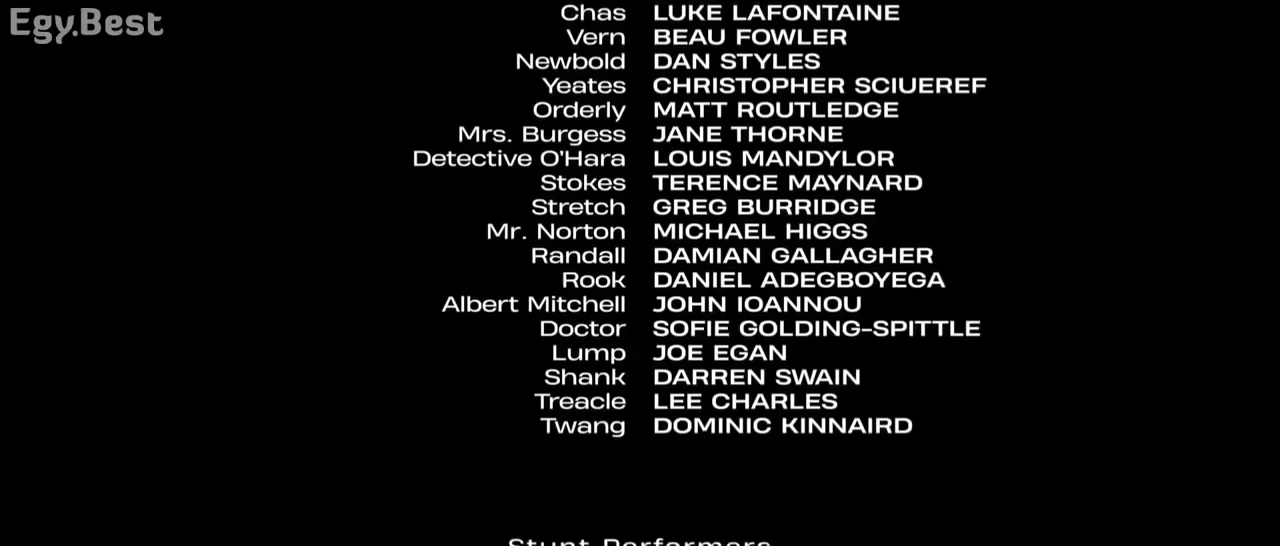 Egy.Best
Chas LUKE LAFONTAINE
Vern BEAU FOWLER
Newbold DAN STYLES
Yeates CHRISTOPHER SCIUEREF
Orderly MATT ROUTLEDGE
Mrs. Burgess JANE THORNE
Detective O'Hara LOUIS MANDYLOR
Stokes TERENCE MAYNARD
Stretch GREG BURRIDGE
Mr. Norton MICHAEL HIGGS
Randall DAMIAN GALLAGHER
Rook DANIEL ADEGBOYEGA
Albert Mitchell JOHN IOANNOU
Doctor SOFIE GOLDING-SPITTLE
Lump JOE EGAN
Shank DARREN SWAIN
Treacle LEE CHARLES
Twang DOMINIC KINNAIRD
Stunt Performers